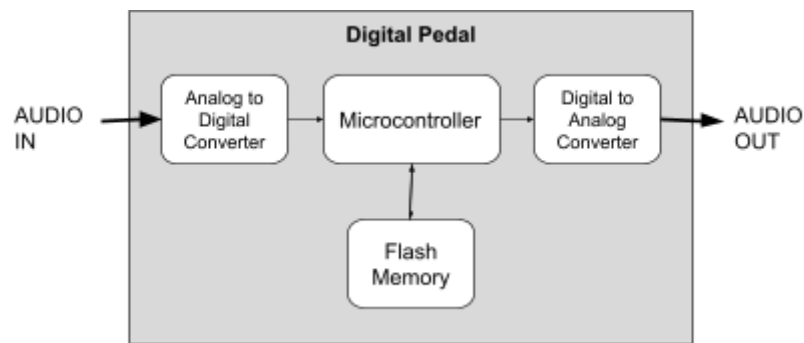 Digital Pedal
AUDIO
IN
Analog to
Digital
Converter
Microcontroller
Digital to
Analog
Converter
AUDIO
OUT
Flash
Memory